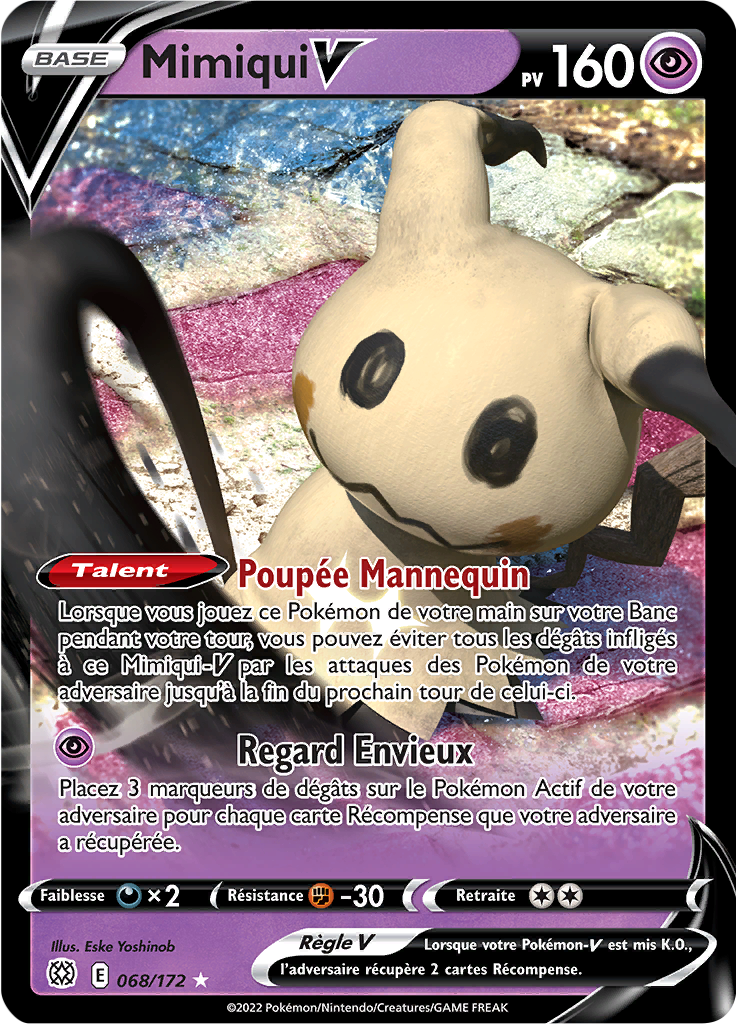 BASE
Mimiqui V
PV 160
Talent
Poupée Mannequin
Lorsque vous jouez ce Pokémon de votre main sur votre Banc
pendant votre tour, vous pouvez éviter tous les dégâts infligés
à ce Mimiqui-V par les attaques des Pokémon de votre
adversaire jusqu'à la fin du prochain tour de celui-ci.
Regard Envieux
Placez 3 marqueurs de dégâts sur le Pokémon Actif de votre
adversaire pour chaque carte Récompense que votre adversaire
a récupérée.
Faiblesse ×2 Résistance -30 Retraite
Illus. Eske Yoshinob
Règle V Lorsque votre Pokémon-V est mis K.O.,
l'adversaire récupère 2 cartes Récompense.
E 068/172 ★
©2022 Pokémon/Nintendo/Creatures/GAME FREAK